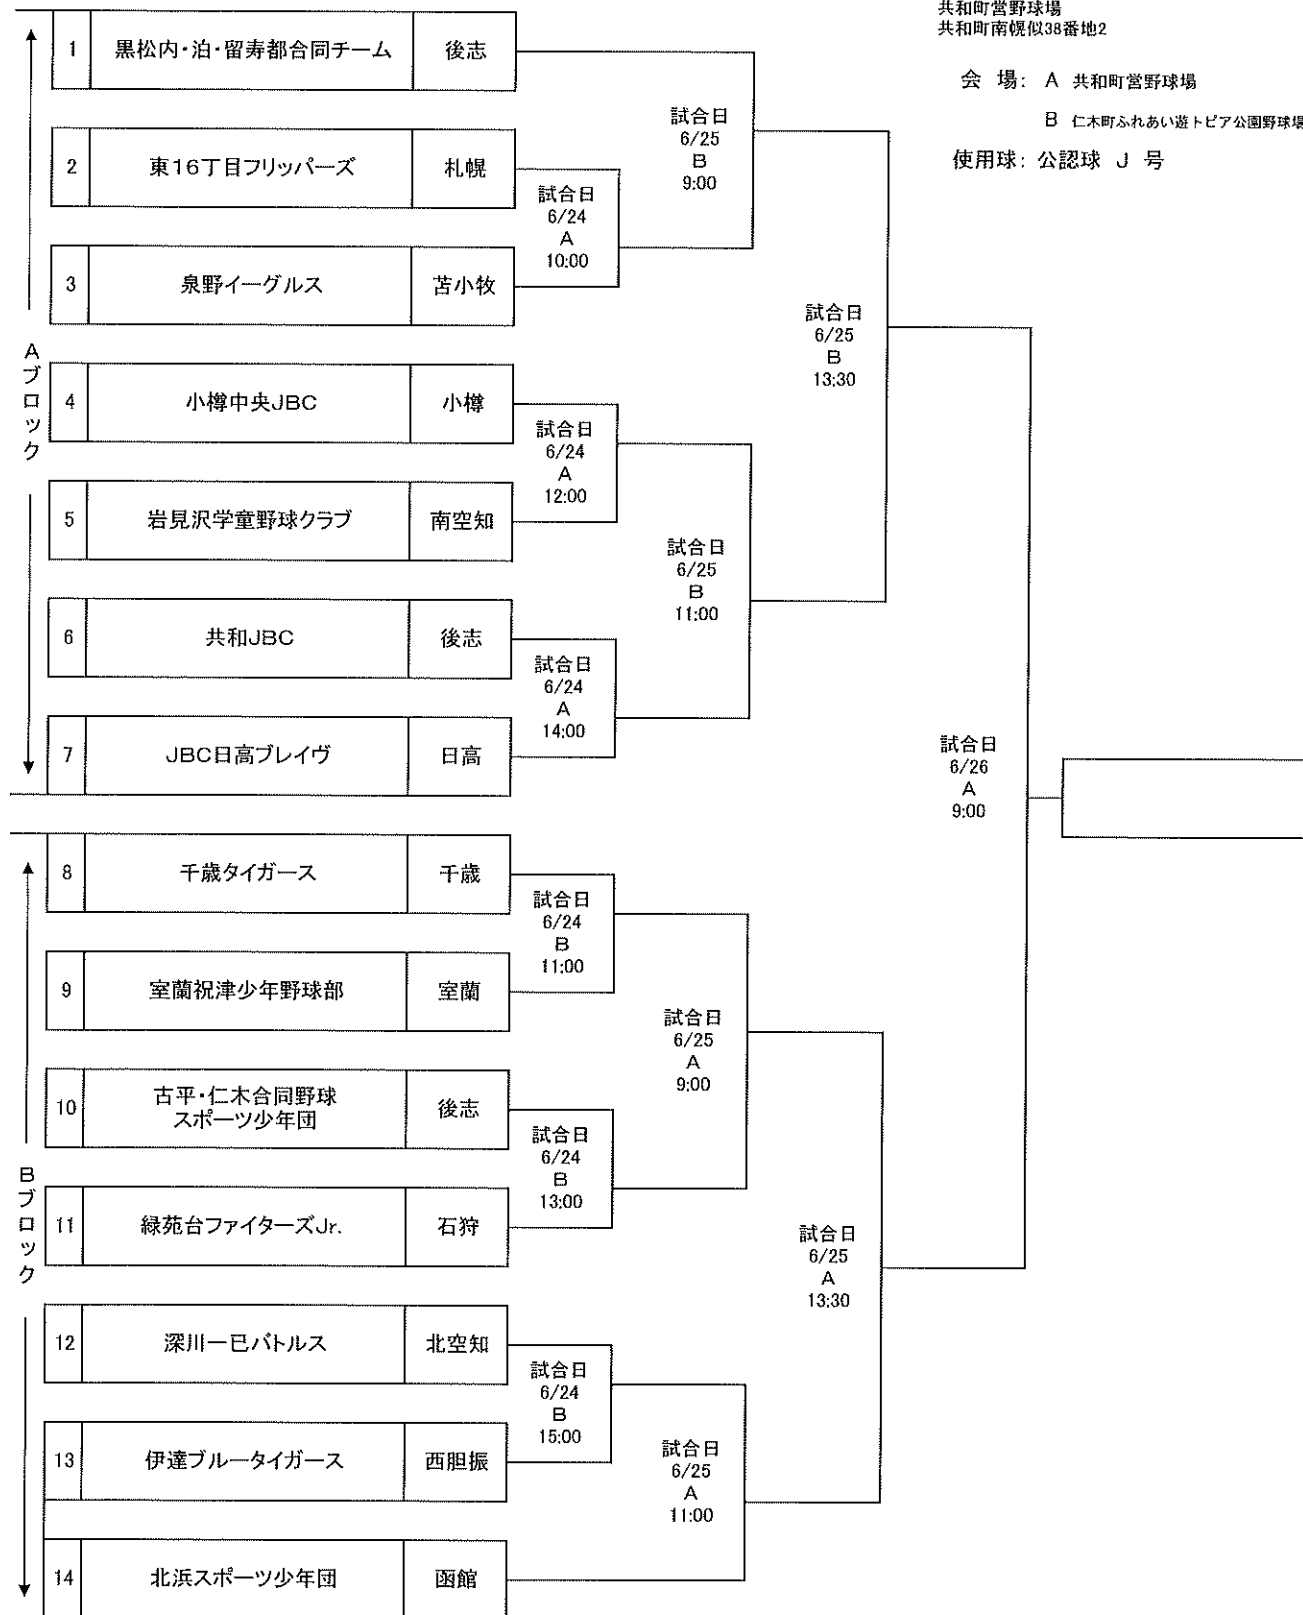 共和町営野球場
共和町南幌似38番地2
会 場: A 共和町営野球場
B 仁木町ふれあい遊トピア公園野球場
使用球: 公認球 J 号
Aブロック
1 黒松内・泊・留寿都合同チーム 後志
2 東16丁目フリッパーズ 札幌
3 泉野イーグルス 苫小牧
4 小樽中央JBC 小樽
5 岩見沢学童野球クラブ 南空知
6 共和JBC 後志
7 JBC日高ブレイヴ 日高
Bブロック
8 千歳タイガース 千歳
9 室蘭祝津少年野球部 室蘭
10 古平・仁木合同野球
スポーツ少年団 後志
11 緑苑台ファイターズJr. 石狩
12 深川一已バトルス 北空知
13 伊達ブルータイガース 西胆振
14 北浜スポーツ少年団 函館
試合日
6/24
A
10:00
試合日
6/24
A
12:00
試合日
6/24
A
14:00
試合日
6/24
B
11:00
試合日
6/24
B
13:00
試合日
6/24
B
15:00
試合日
6/25
B
9:00
試合日
6/25
B
11:00
試合日
6/25
A
9:00
試合日
6/25
A
11:00
試合日
6/25
B
13:30
試合日
6/25
A
13:30
試合日
6/26
A
9:00